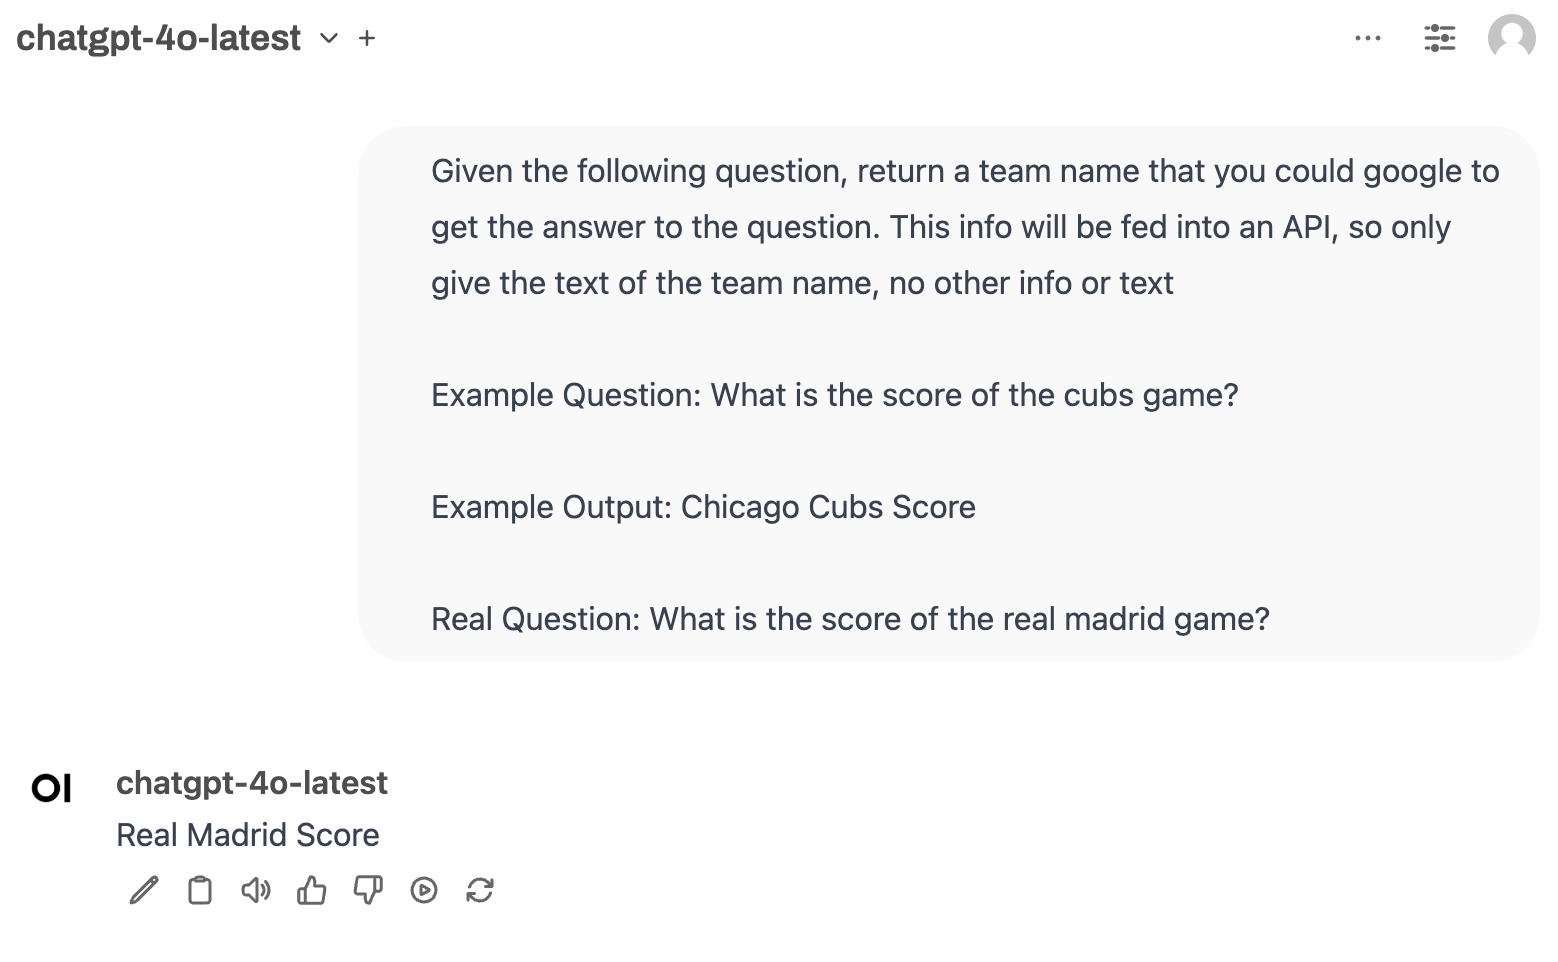 chatgpt-4o-latest
Given the following question, return a team name that you could google to
get the answer to the question. This info will be fed into an API, so only
give the text of the team name, no other info or text
Example Question: What is the score of the cubs game?
Example Output: Chicago Cubs Score
Real Question: What is the score of the real madrid game?
OI
chatgpt-4o-latest
Real Madrid Score